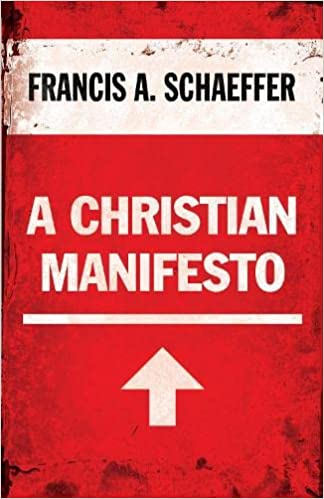 FRANCIS A. SCHAEFFER
A CHRISTIAN
MANIFESTO